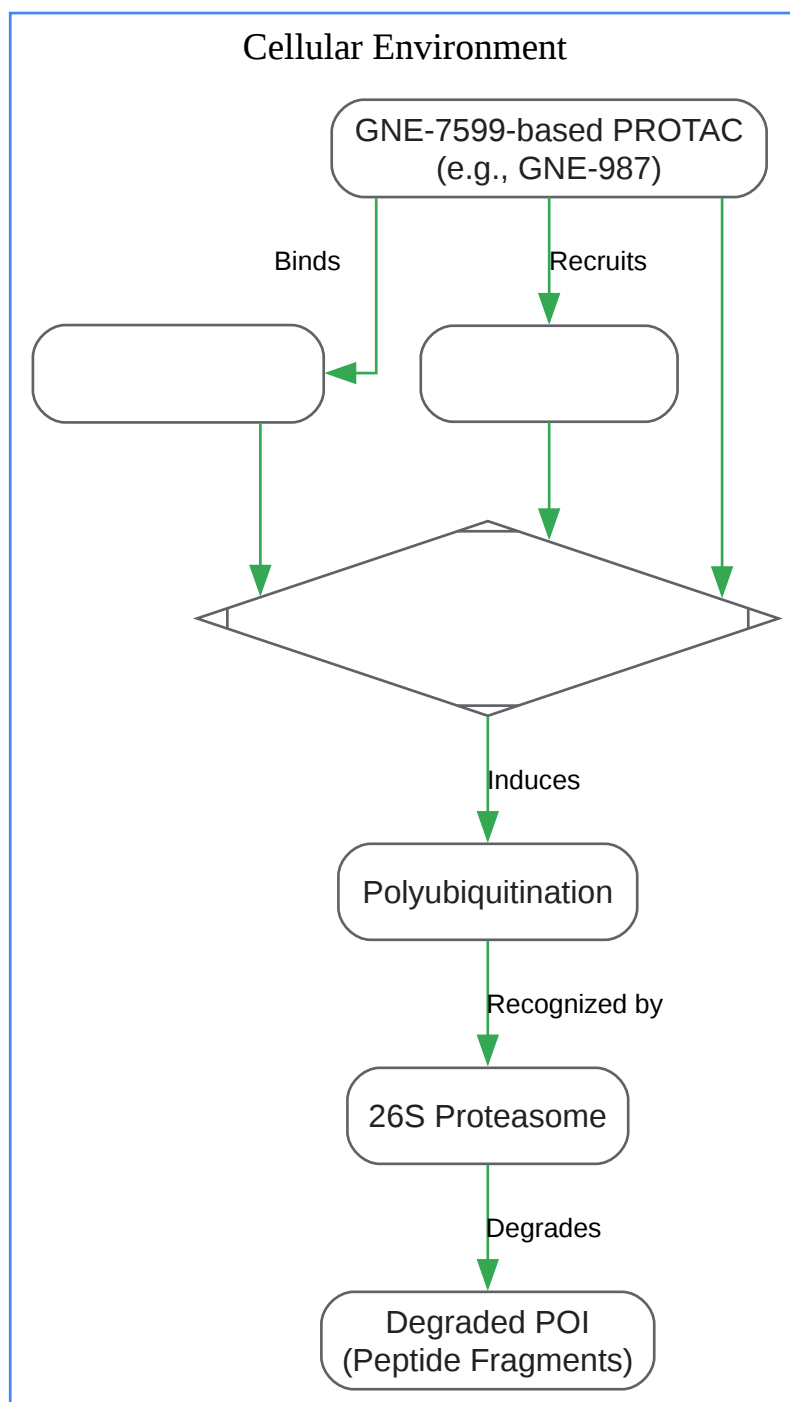 Cellular Environment
GNE-7599-based PROTAC
(e.g., GNE-987)
Binds
Recruits
Induces
Polyubiquitination
Recognized by
26S Proteasome
Degrades
Degraded POI
(Peptide Fragments)